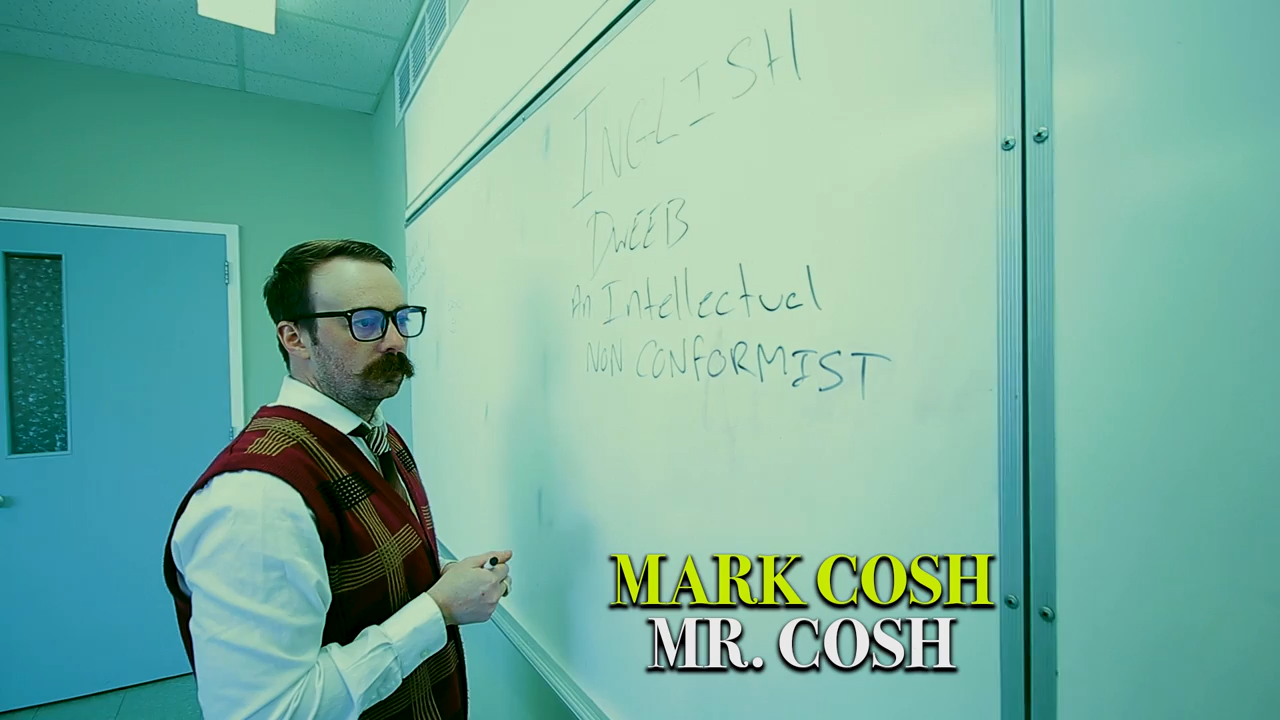 INGLISH
DWEEB
An Intellectual
NON CONFORMIST
MARK COSH
MR. COSH